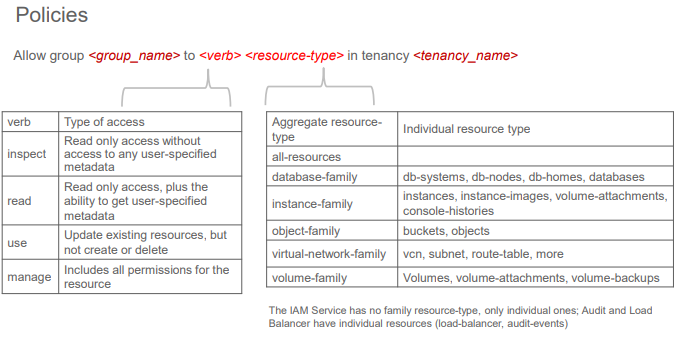 Policies
Allow group <group_name> to <verb> <resource-type> in tenancy <tenancy_name>
verb Type of access
inspect Read only access without
access to any user-specified
metadata
read Read only access, plus the
ability to get user-specified
metadata
use Update existing resources, but
not create or delete
manage Includes all permissions for the
resource
Aggregate resource-
type Individual resource type
all-resources
database-family db-systems, db-nodes, db-homes, databases
instance-family instances, instance-images, volume-attachments,
console-histories
object-family buckets, objects
virtual-network-family vcn, subnet, route-table, more
volume-family Volumes, volume-attachments, volume-backups
The IAM Service has no family resource-type, only individual ones; Audit and Load
Balancer have individual resources (load-balancer, audit-events)